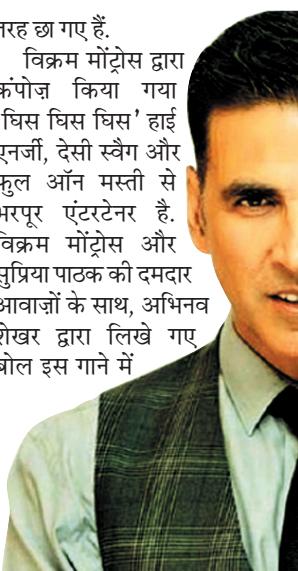 तरह छा गए हैं.
विक्रम मोंट्रोस द्वारा
कंपोज़ किया गया
घिस घिस घिस' हाई
एनर्जी, देसी स्वैग और
फुल ऑन मस्ती से
भरपूर एंटरटेनर है.
विक्रम मोंट्रोस और
सुप्रिया पाठक की दमदार
आवाज़ों के साथ, अभिनव
शेखर द्वारा लिखे गए
बोल इस गाने में